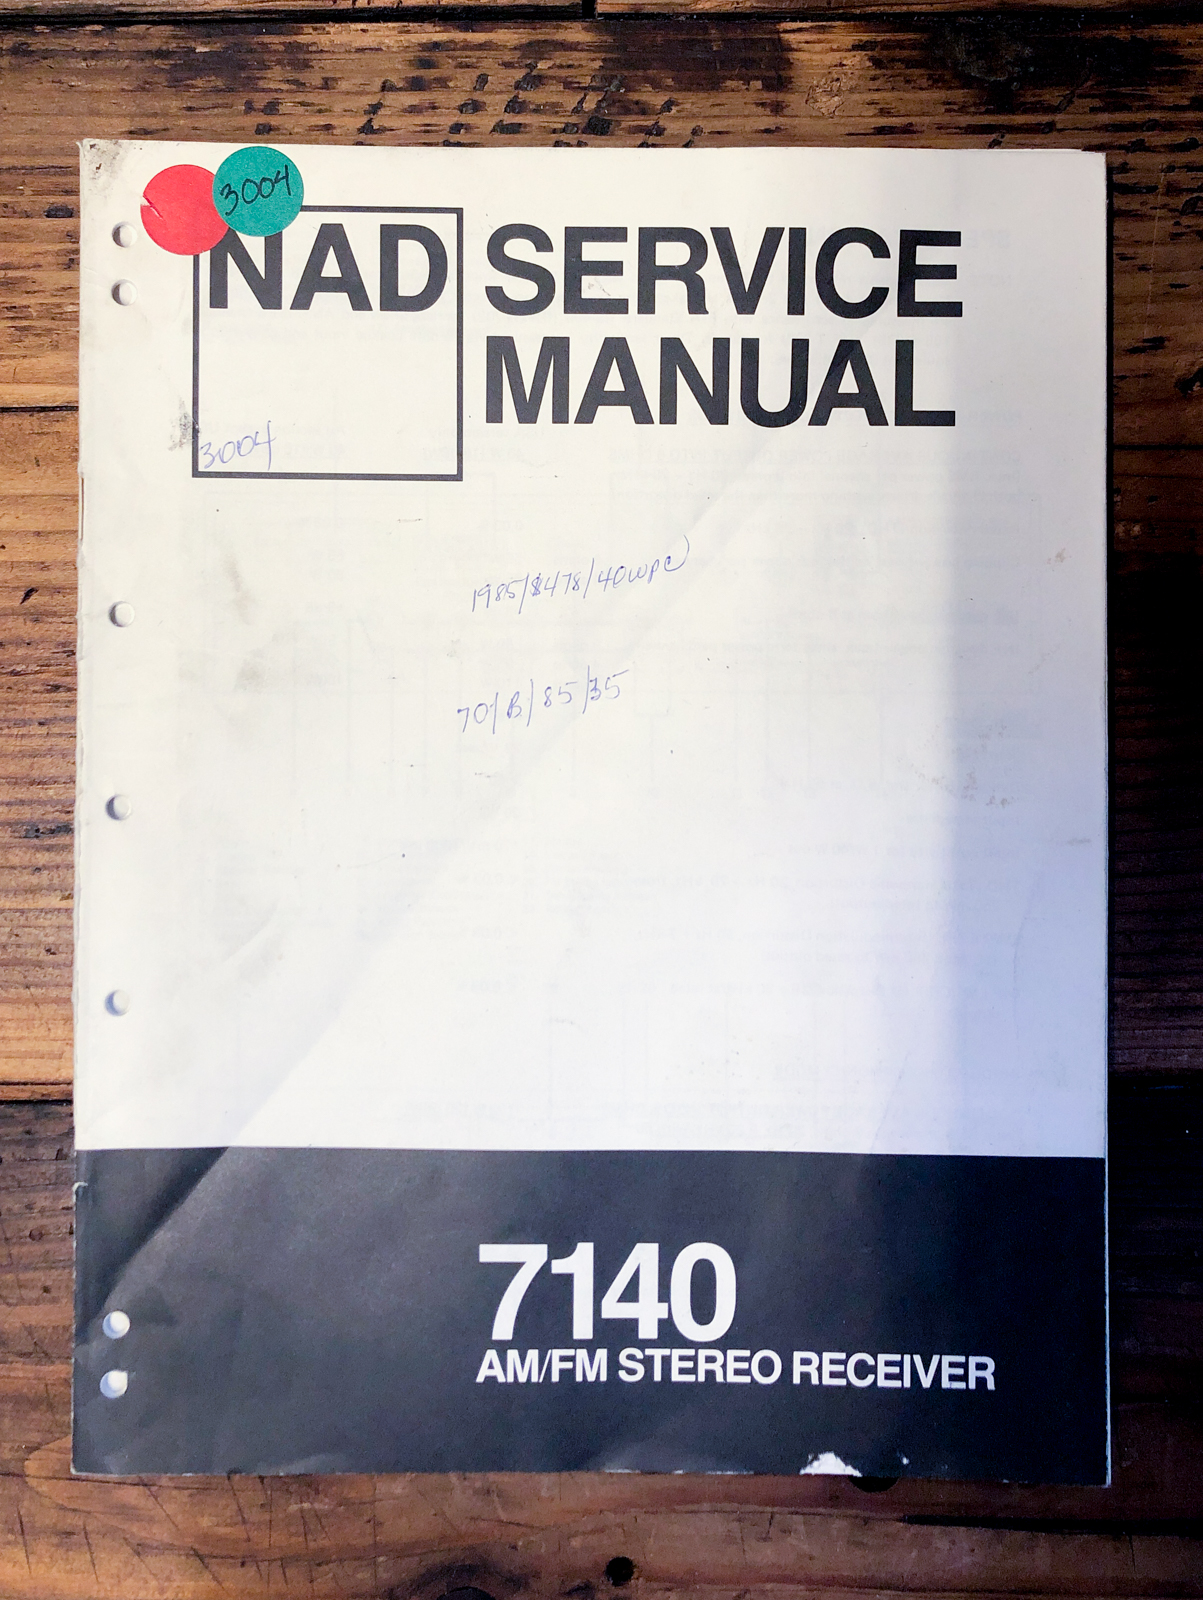 3004
NAD SERVICE
MANUAL
3004
1985/$478/40wpc
70/B/85/35
7140
AM/FM STEREO RECEIVER